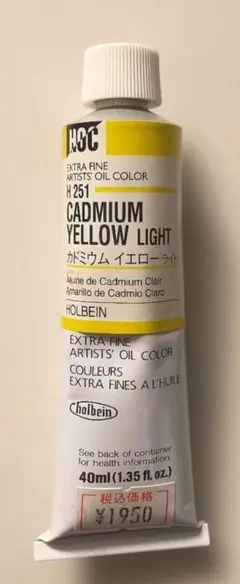 HOC
EXTRA FINE
ARTISTS' OIL COLOR
H 251
CADMIUM
YELLOW LIGHT
カドミウム イエロー ライト
Jaune de Cadmium Clair
Amarillo de Cadmio Claro
HOLBEIN
EXTRA FINE
ARTISTS' OIL COLOR
COULEURS
EXTRA FINES A L'HUILE
holbein
See back of container
for health information.
40ml (1.35 fl. oz.)
税込価格
¥1950